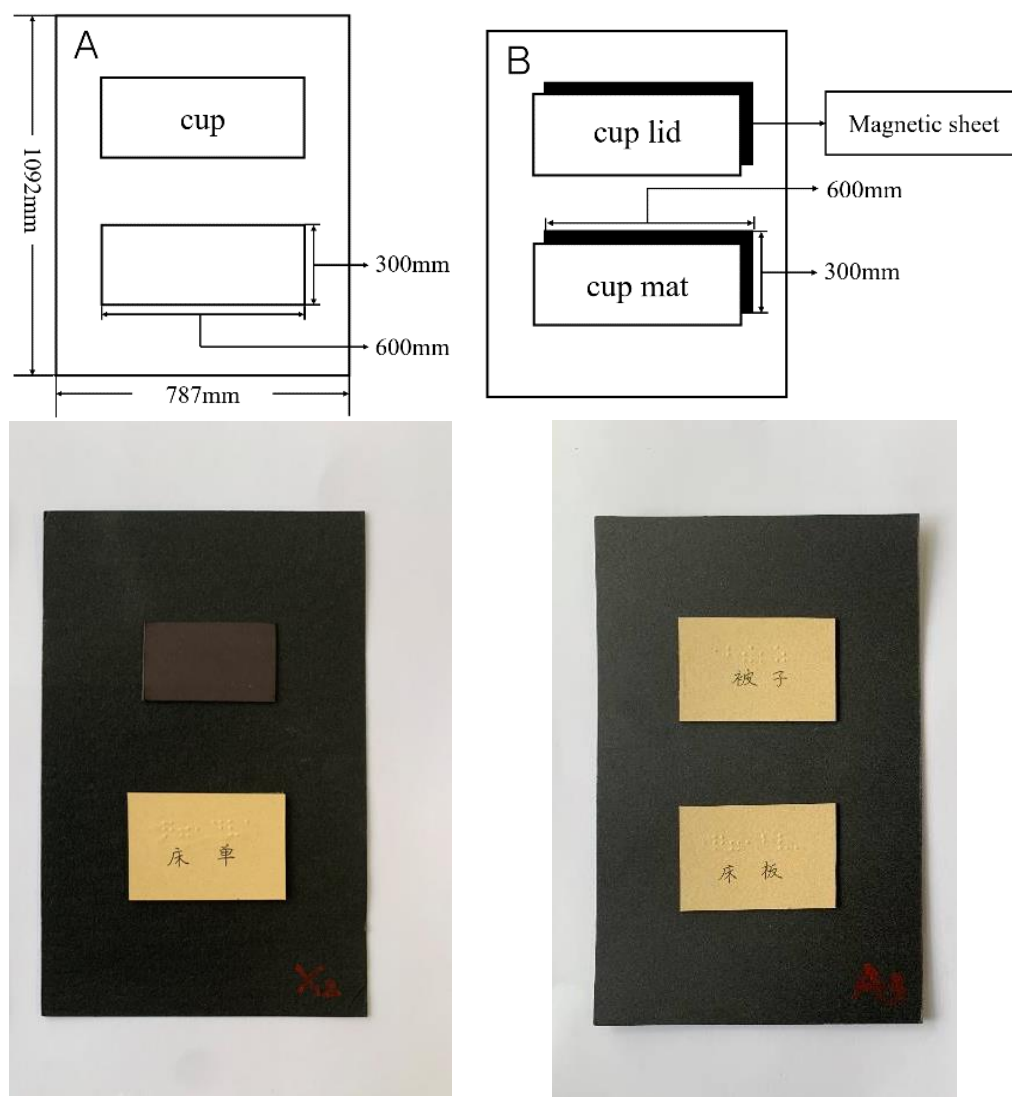 A
cup
1092mm
300mm
600mm
787mm
B
cup lid
Magnetic sheet
600mm
cup mat
300mm
床 单
被 子
床 板